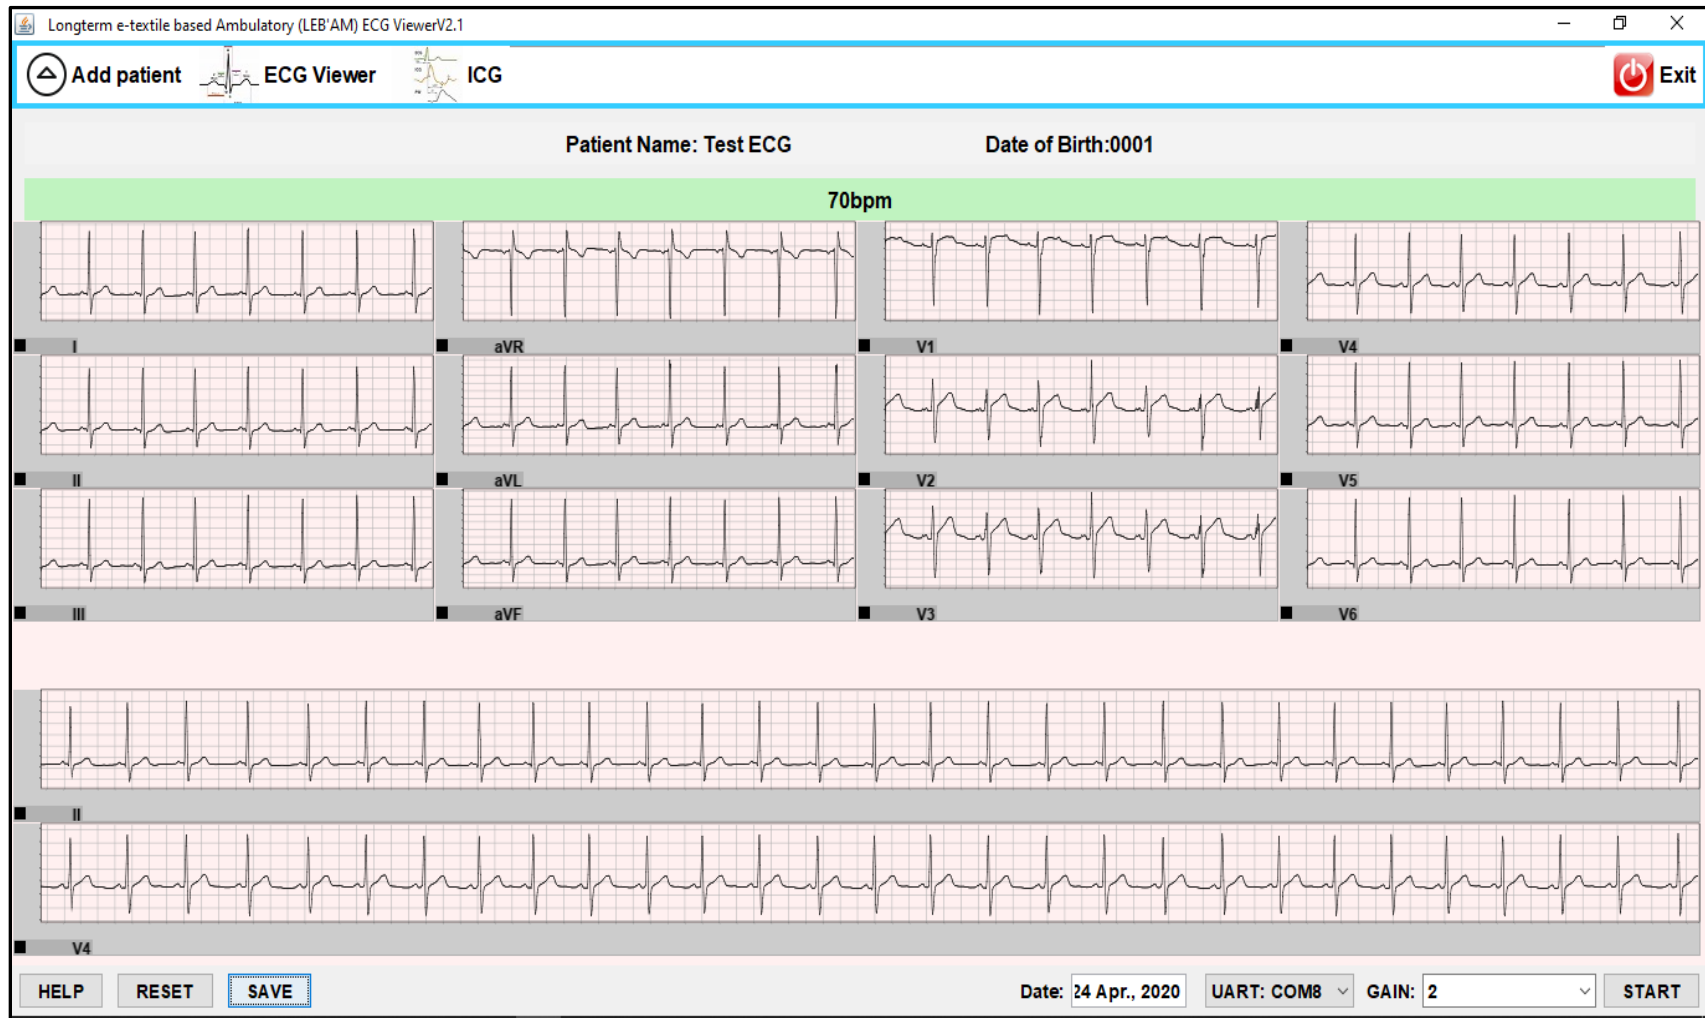 Longterm e-textile based Ambulatory (LEB'AM) ECG ViewerV2.1
Add patient ECG Viewer ICG Exit
Patient Name: Test ECG Date of Birth:0001
70bpm
I aVR V1 V4
II aVL V2 V5
III aVF V3 V6
II
V4
HELP RESET SAVE Date: 24 Apr., 2020 UART: COM8 GAIN: 2 START